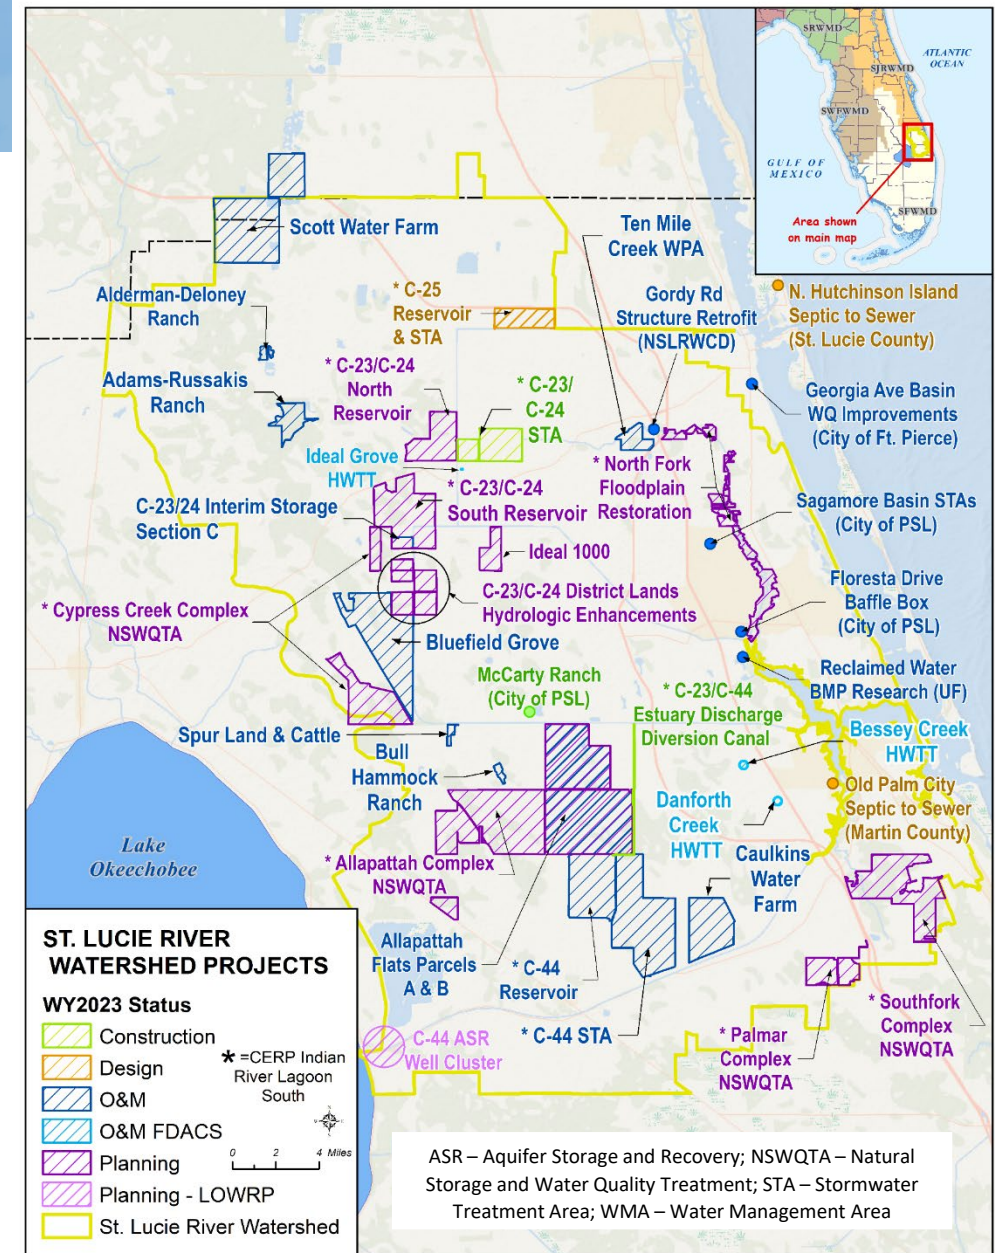 SRWMD
SJRWMD
ATLANTIC
OCEAN
SWFWMD
GULF OF
MEXICO
SFWMD
Area shown
on main map
Scott Water Farm
Ten Mile
Creek WPA
Alderman-Deloney
Ranch
* C-25
Reservoir
& STA
Gordy Rd
Structure Retrofit
(NSLRWCD)
N. Hutchinson Island
Septic to Sewer
(St. Lucie County)
Adams-Russakis
Ranch
* C-23/C-24
North
Reservoir
* C-23/
C-24
STA
Georgia Ave Basin
WQ Improvements
(City of Ft. Pierce)
Ideal Grove
HWTT
* North Fork
Floodplain
Restoration
C-23/24 Interim Storage
Section C
* C-23/C-24
South Reservoir
Sagamore Basin STAs
(City of PSL)
Ideal 1000
* Cypress Creek Complex
NSWQTA
C-23/C-24 District Lands
Hydrologic Enhancements
Floresta Drive
Baffle Box
(City of PSL)
Bluefield Grove
McCarty Ranch
(City of PSL)
* C-23/C-44
Estuary Discharge
Diversion Canal
Reclaimed Water
BMP Research (UF)
Spur Land & Cattle
Bull
Hammock
Ranch
Bessey Creek
HWTT
Danforth
Creek
HWTT
Old Palm City
Septic to Sewer
(Martin County)
Lake
Okeechobee
* Allapattah Complex
NSWQTA
Caulkins
Water
Farm
Allapattah
Flats Parcels
A & B
* C-44
Reservoir
* C-44 STA
* Palmar
Complex
NSWQTA
* Southfork
Complex
NSWQTA
C-44 ASR
Well Cluster
ST. LUCIE RIVER
WATERSHED PROJECTS
WY2023 Status
Construction
Design
O&M
O&M FDACS
Planning
Planning - LOWRP
St. Lucie River Watershed
* =CERP Indian
River Lagoon
South
0 2 4 Miles
ASR – Aquifer Storage and Recovery; NSWQTA – Natural
Storage and Water Quality Treatment; STA – Stormwater
Treatment Area; WMA – Water Management Area